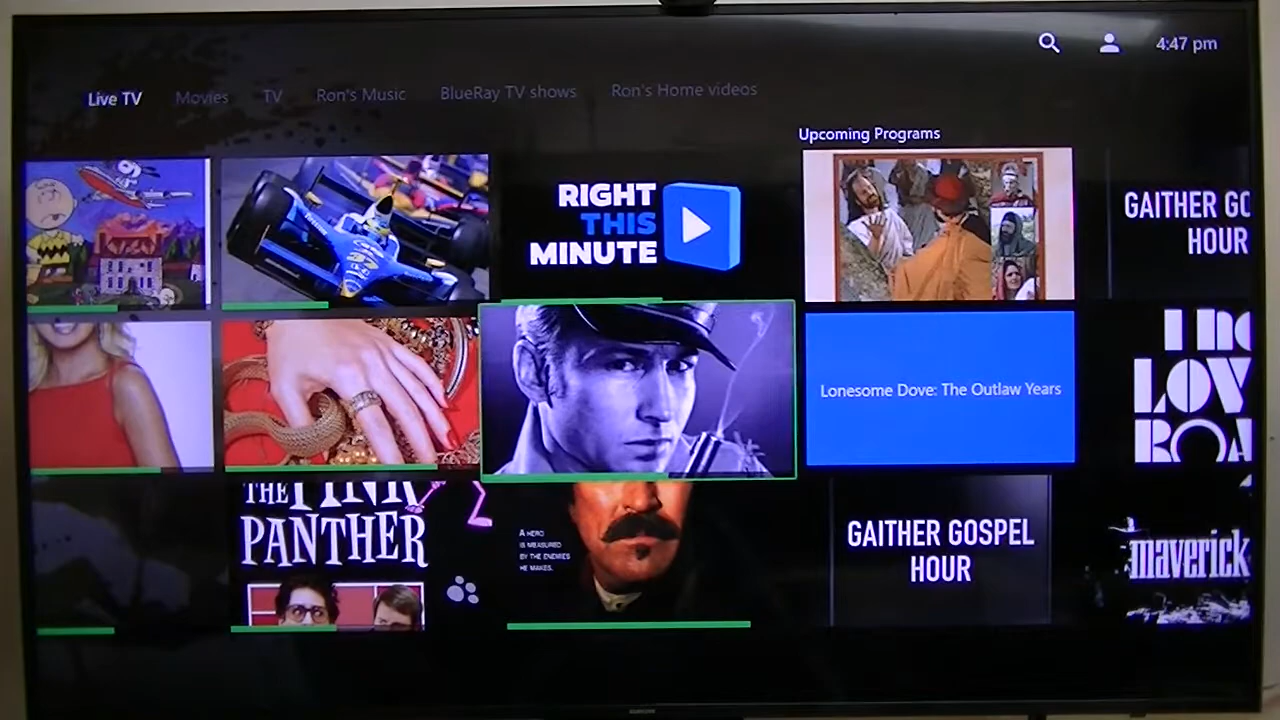 4:47 pm
Live TV Movies TV Ron's Music BlueRay TV shows Ron's Home videos
Upcoming Programs
RIGHT
THIS
MINUTE
GAITHER GO
HOUR
Lonesome Dove: The Outlaw Years
LOV
THE PINK
PANTHER
A HERO
IS MEASURED
BY THE ENEMIES
HE MAKES.
GAITHER GOSPEL
HOUR
maverick
SAMSUNG